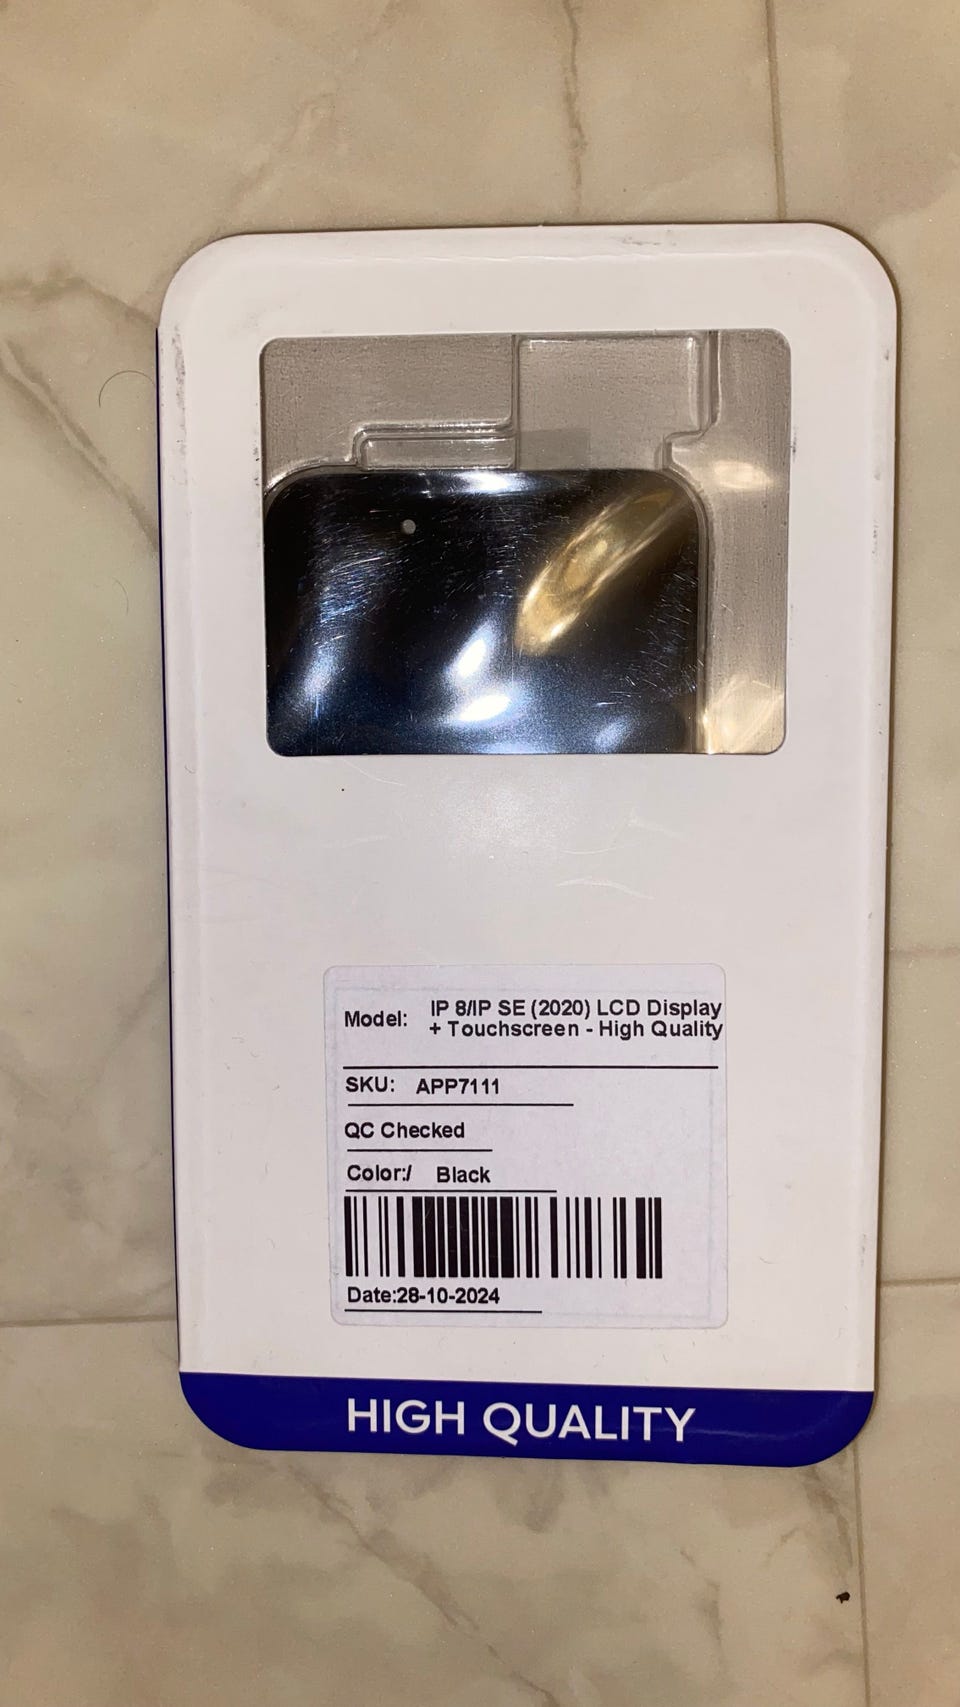 Model: IP 8/IP SE (2020) LCD Display
+ Touchscreen - High Quality
SKU: APP7111
QC Checked
Color:/ Black
Date:28-10-2024
HIGH QUALITY